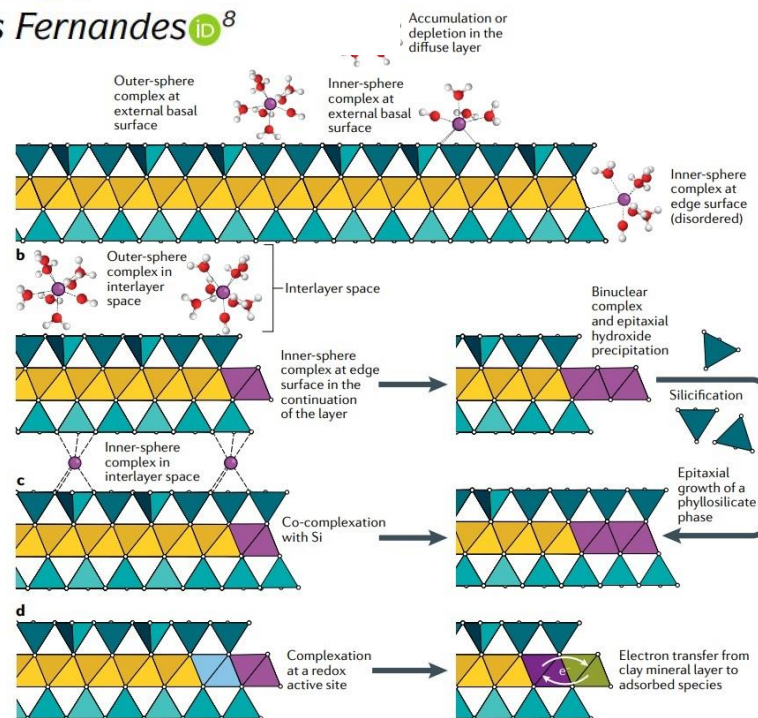 s Fernandes iD 8
Accumulation or
depletion in the
diffuse layer
Outer-sphere
complex at
external basal
surface
Inner-sphere
complex at
external basal
surface
Inner-sphere
complex at
edge surface
(disordered)
b
Outer-sphere
complex in
interlayer
space
Interlayer space
Inner-sphere
complex at edge
surface in the
continuation
of the layer
Binuclear
complex
and epitaxial
hydroxide
precipitation
Silicification
Inner-sphere
complex in
interlayer space
c
Co-complexation
with Si
Epitaxial
growth of a
phyllosilicate
phase
d
Complexation
at a redox
active site
e⁻
Electron transfer from
clay mineral layer to
adsorbed species